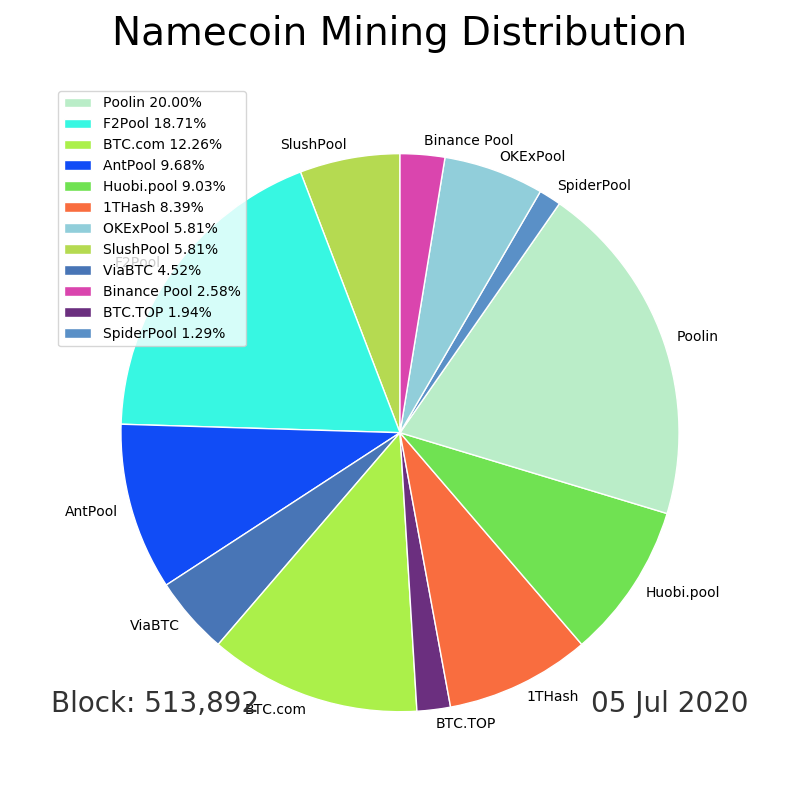 Namecoin Mining Distribution
Poolin 20.00%
F2Pool 18.71%
BTC.com 12.26%
AntPool 9.68%
Huobi.pool 9.03%
1THash 8.39%
OKExPool 5.81%
SlushPool 5.81%
ViaBTC 4.52%
Binance Pool 2.58%
BTC.TOP 1.94%
SpiderPool 1.29%
SlushPool
Binance Pool
OKExPool
SpiderPool
F2Pool
Poolin
AntPool
Huobi.pool
ViaBTC
1THash
BTC.com
BTC.TOP
Block: 513,892
05 Jul 2020